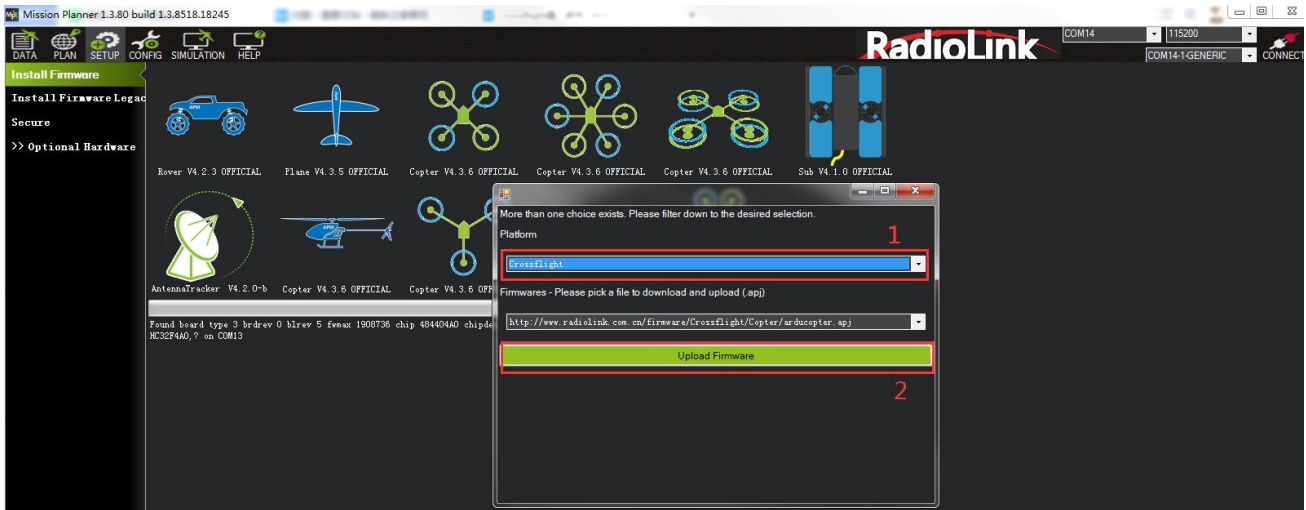 Mission Planner 1.3.80 build 1.3.8518.18245
DATA PLAN SETUP CONFIG SIMULATION HELP
RadioLink
COM14 115200
COM14-1-GENERIC CONNECT
Install Firmware
Install Firmware Legac
Secure
>> Optional Hardware
Rover V4.2.3 OFFICIAL Plane V4.3.5 OFFICIAL Copter V4.3.6 OFFICIAL Copter V4.3.6 OFFICIAL Copter V4.3.6 OFFICIAL Sub V4.1.0 OFFICIAL
AntennaTracker V4.2.0-b Copter V4.3.6 OFFICIAL Copter V4.3.6 OFF
Found board type 3 brdrev 0 blrev 5 fwmax 1908736 chip 484404A0 chipde
HC32F4A0,? on COM13
More than one choice exists. Please filter down to the desired selection.
Platform
1
Crossflight
Firmwares - Please pick a file to download and upload (.apj)
http://www.radiolink.com.cn/firmware/Crossflight/Copter/arducopter.apj
Upload Firmware
2